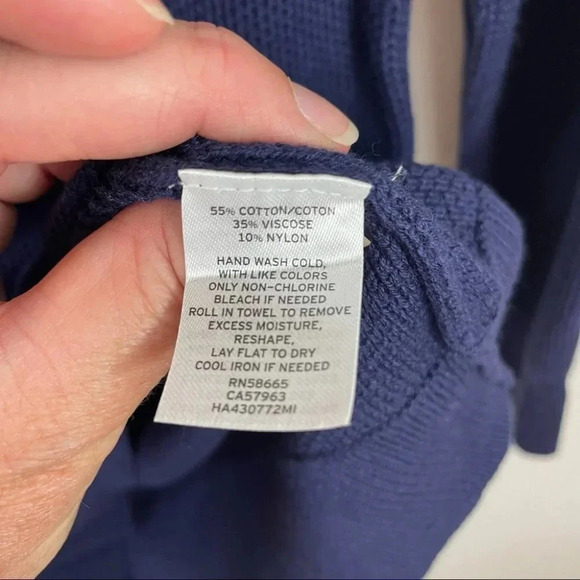 55% COTTON/COTON
35% VISCOSE
10% NYLON
HAND WASH COLD,
WITH LIKE COLORS
ONLY NON-CHLORINE
BLEACH IF NEEDED
ROLL IN TOWEL TO REMOVE
EXCESS MOISTURE,
RESHAPE,
LAY FLAT TO DRY
COOL IRON IF NEEDED
RN58665
CA57963
HA430772MI